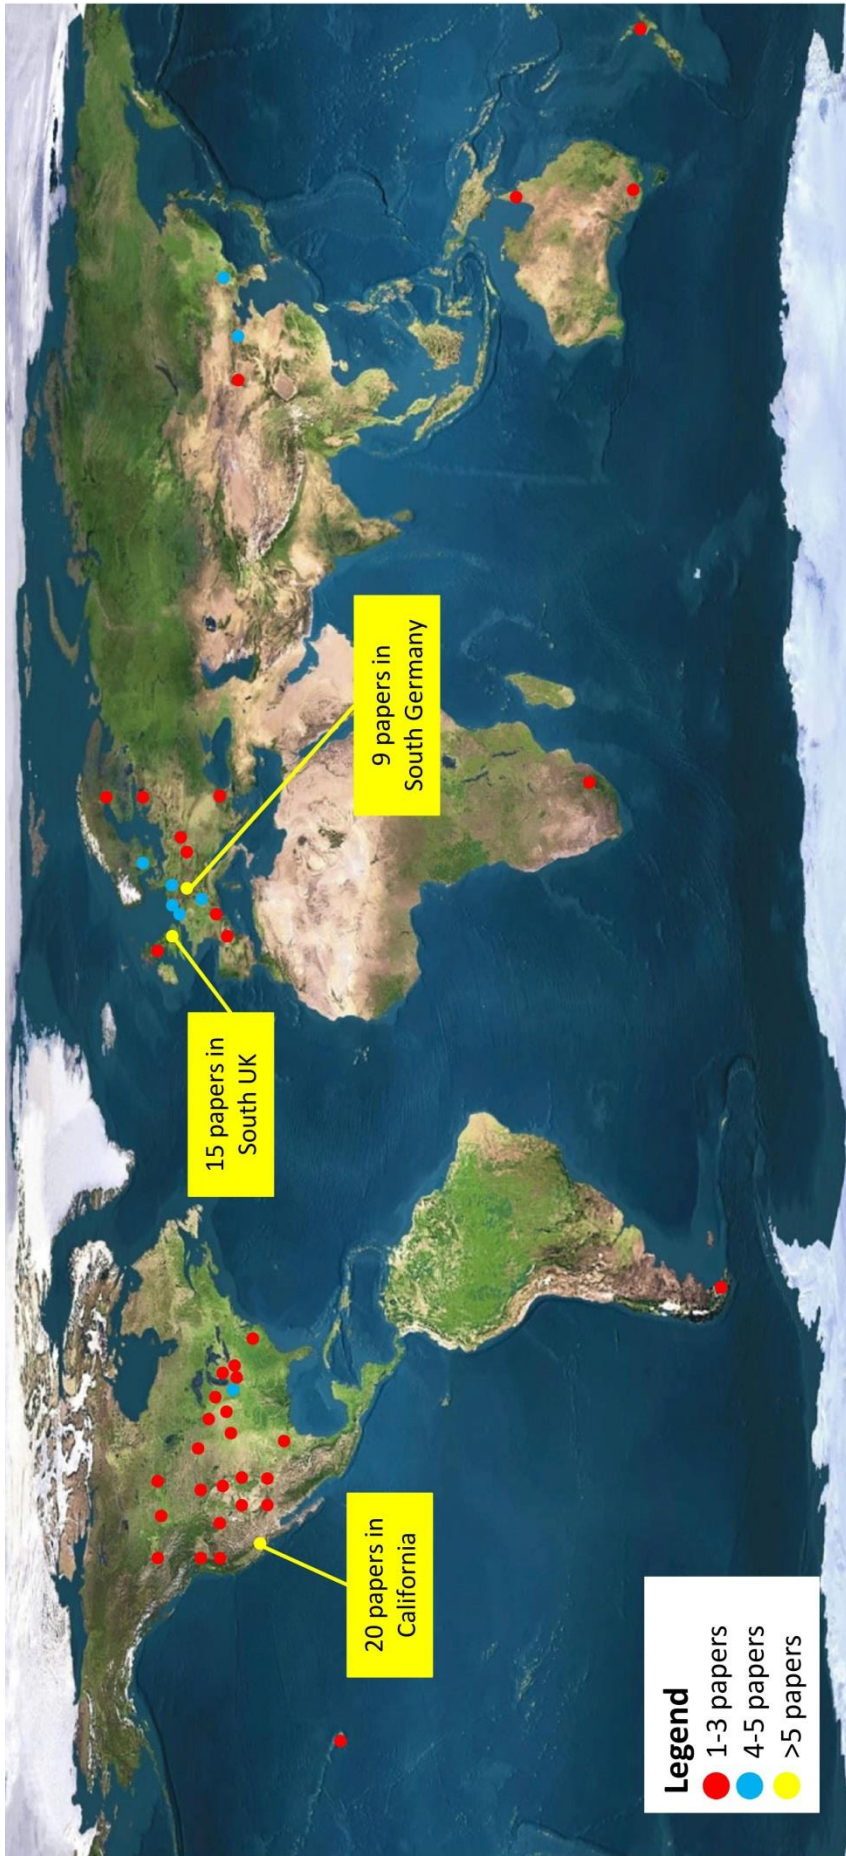 20 papers in
California
15 papers in
South UK
9 papers in
South Germany
Legend
1-3 papers
4-5 papers
>5 papers